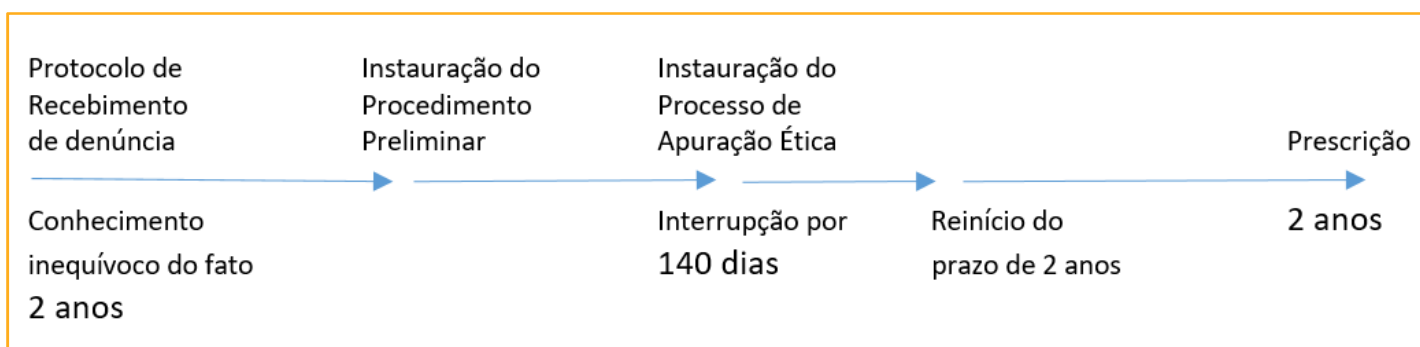 Protocolo de
Recebimento
de denúncia
Instauração do
Procedimento
Preliminar
Instauração do
Processo de
Apuração Ética
Prescrição
Conhecimento
inequívoco do fato
2 anos
Interrupção por
140 dias
Reinício do
prazo de 2 anos
2 anos